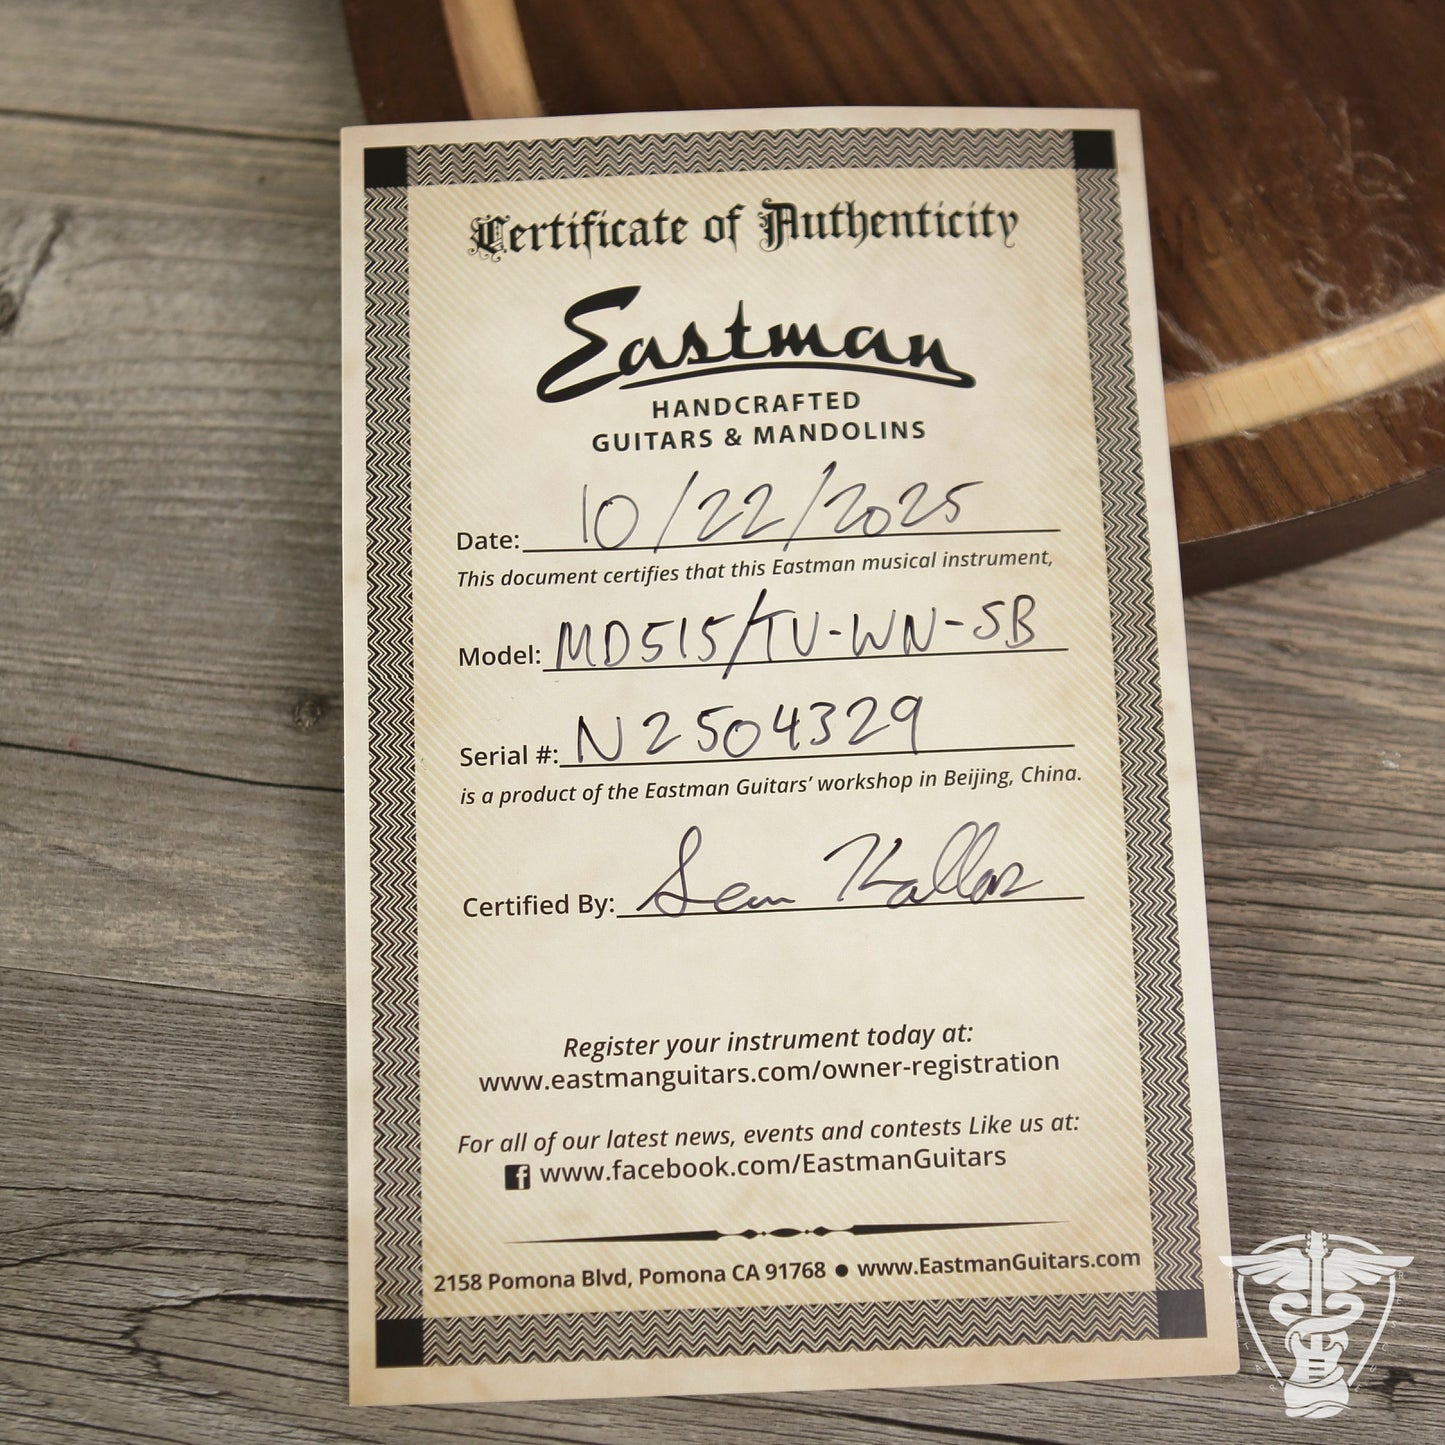 Certificate of Authenticity
Eastman
HANDCRAFTED
GUITARS & MANDOLINS
Date: 10/22/2025
This document certifies that this Eastman musical instrument,
Model: MD515/TV-WN-SB
Serial #: N2504329
is a product of the Eastman Guitars’ workshop in Beijing, China.
Certified By: Sean
Register your instrument today at:
www.eastmanguitars.com/owner-registration
For all of our latest news, events and contests Like us at:
f www.facebook.com/EastmanGuitars
2158 Pomona Blvd, Pomona CA 91768 ● www.EastmanGuitars.com